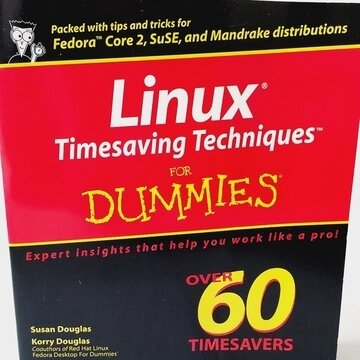 Packed with tips and tricks for
Fedora™ Core 2, SuSE, and Mandrake distributions
Linux®
Timesaving Techniques™
FOR
DUMMIES®
Expert insights that help you work like a pro!
OVER
60
TIMESAVERS
Susan Douglas
Korry Douglas
Coauthors of Red Hat Linux
Fedora Desktop For Dummies